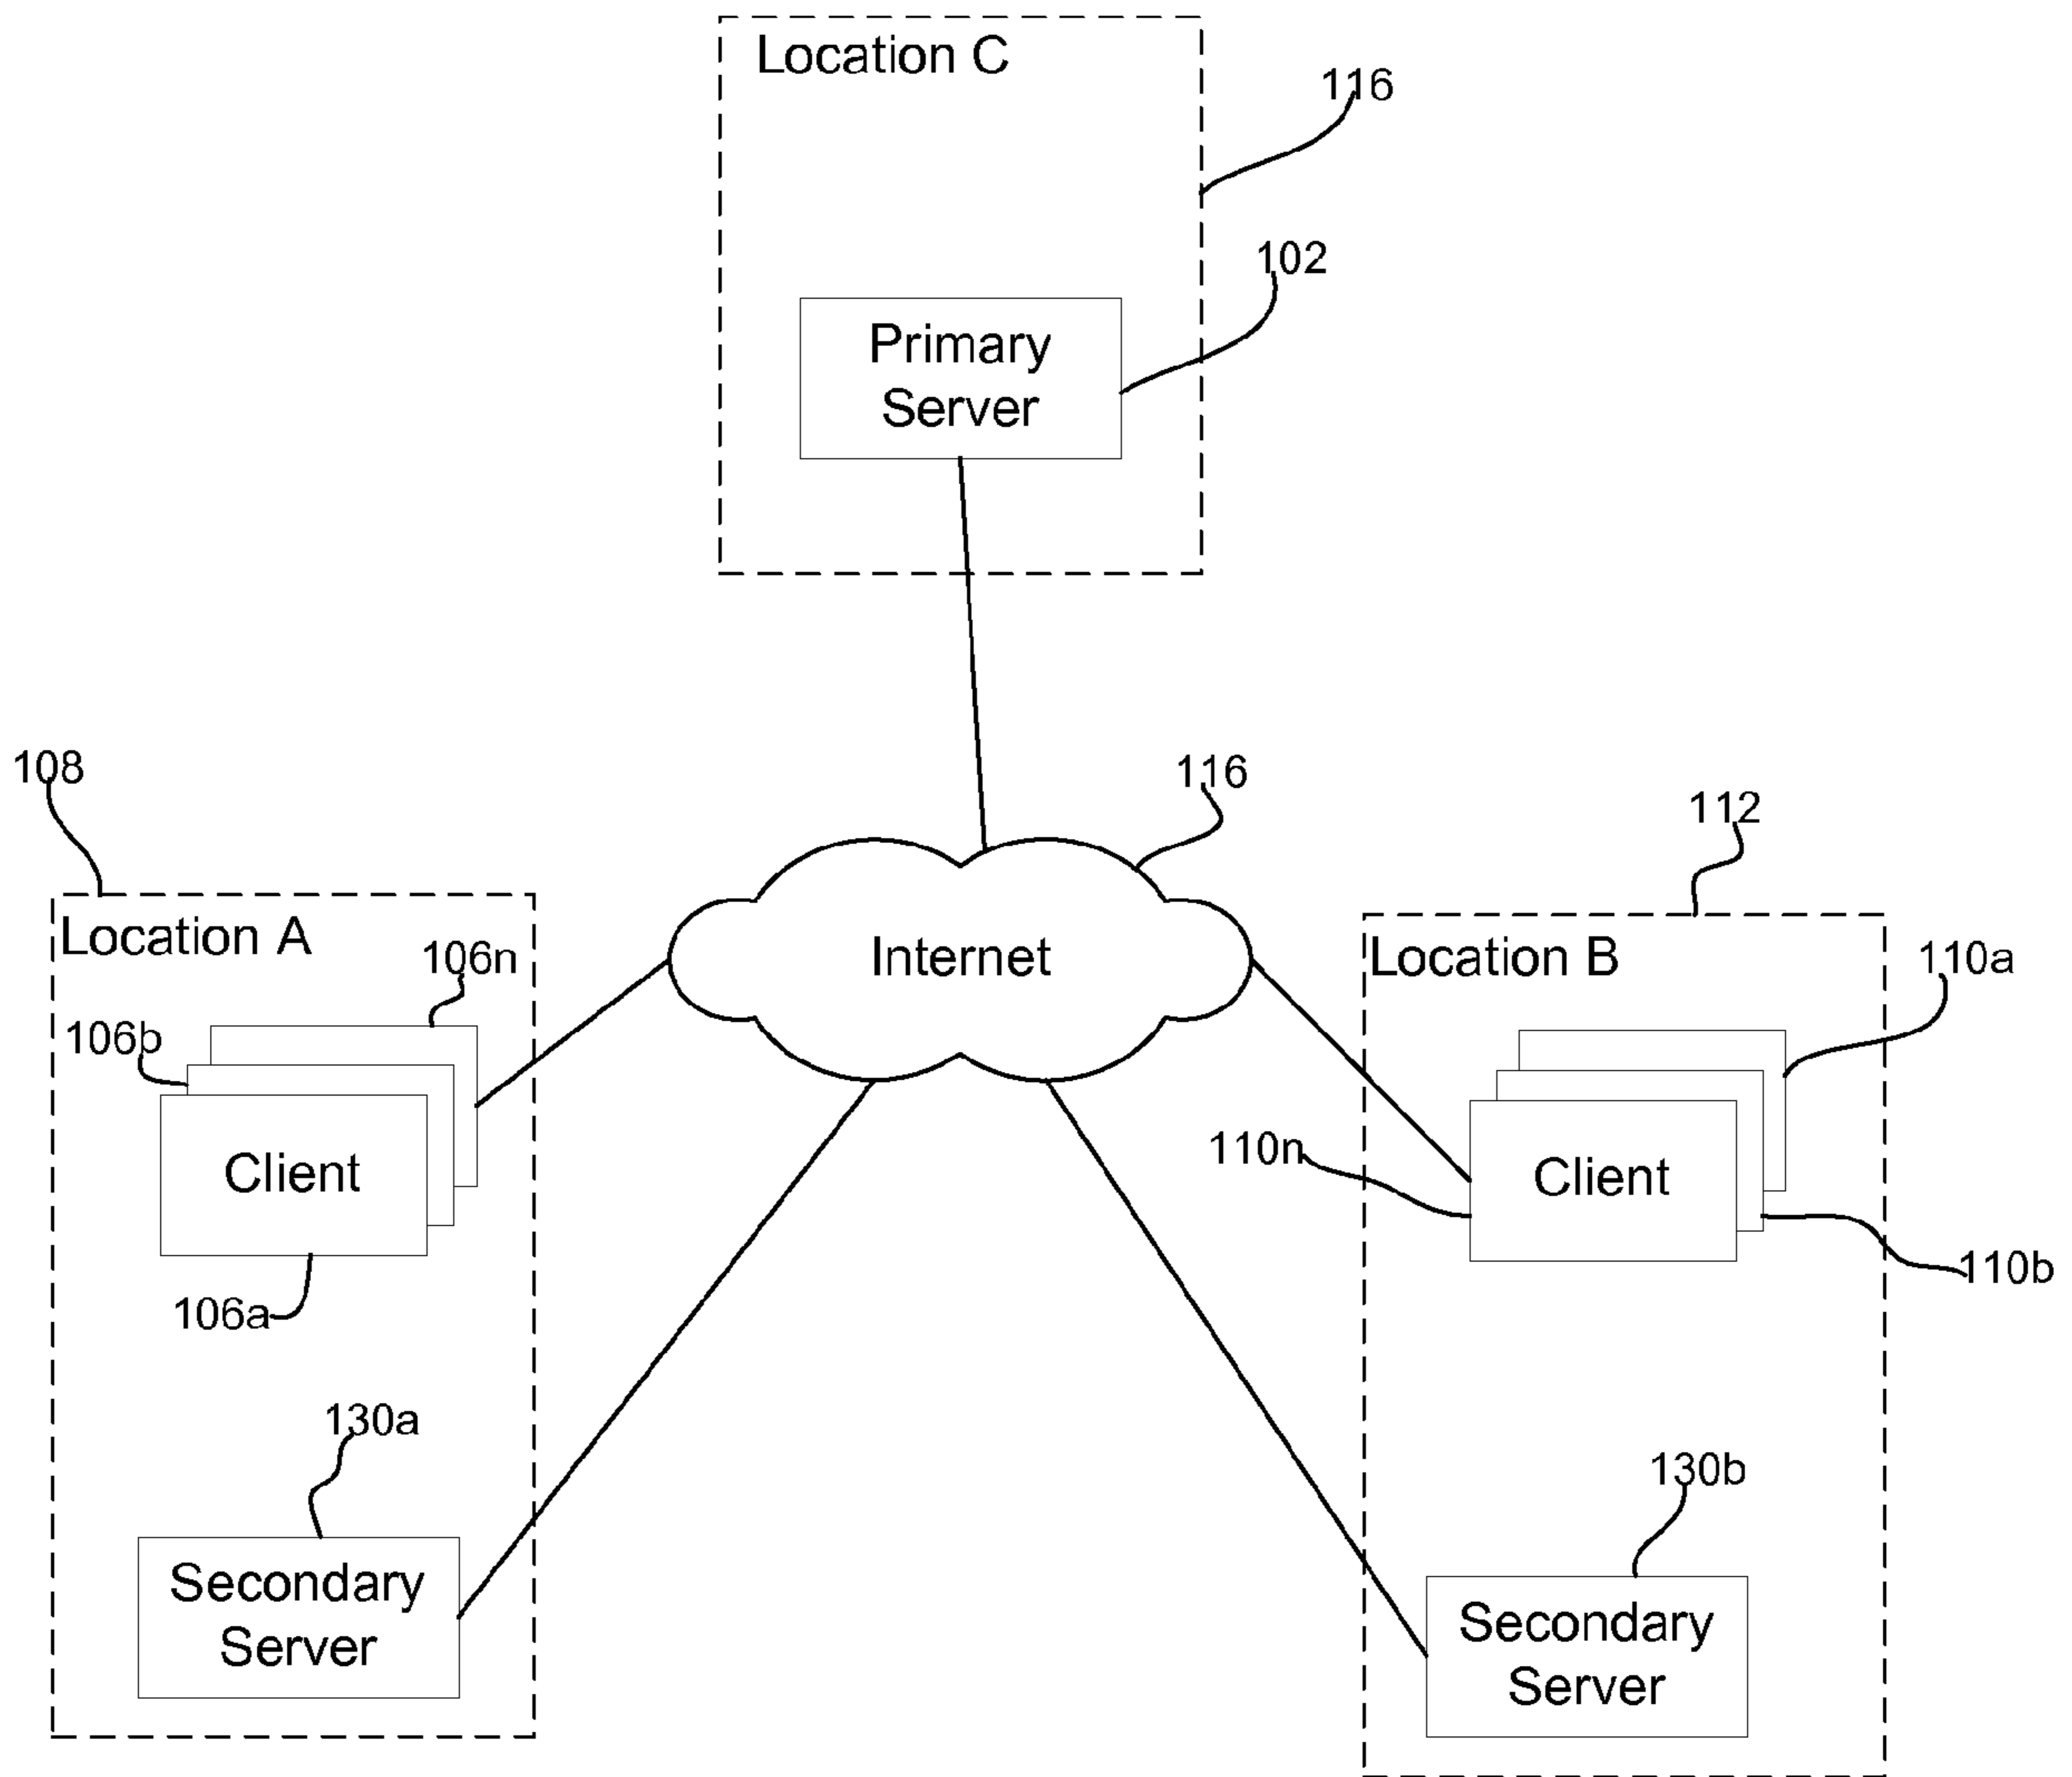 Location C
116
102
Primary
Server
108
116
112
Location A
106n
Internet
Location B
110a
106b
Client
110n
Client
110b
106a
130a
130b
Secondary
Server
Secondary
Server